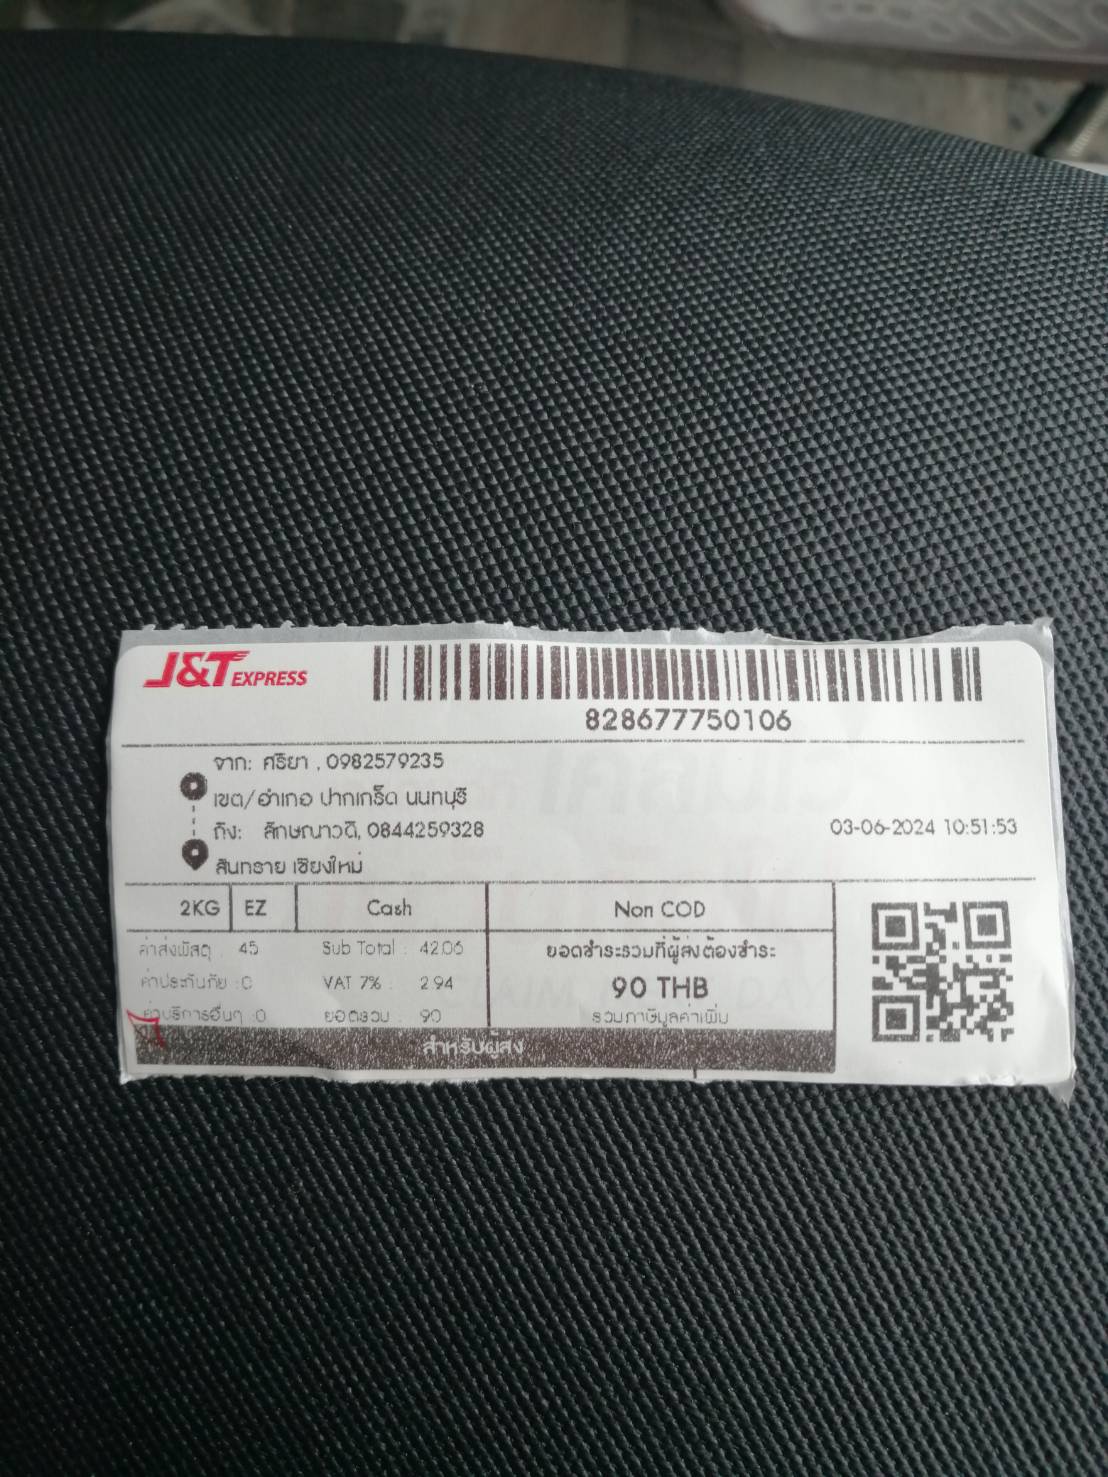 J&T EXPRESS
828677750106
จาก: ศริยา , 0982579235
เขต/อำเภอ ปากเกร็ด นนทบุรี
ถึง: ลักษณาวดี, 0844259328
03-06-2024 10:51:53
สันทราย เชียงใหม่
2KG EZ Cash Non COD
ค่าส่งพัสดุ : 45 Sub Total : 42.06 ยอดชำระรวมที่ผู้ส่งต้องชำระ
ค่าประกันภัย : 0 VAT 7% : 2.94 90 THB
ค่าบริการอื่นๆ : 0 ยอดรวม : 90 รวมภาษีมูลค่าเพิ่ม
สำหรับผู้ส่ง